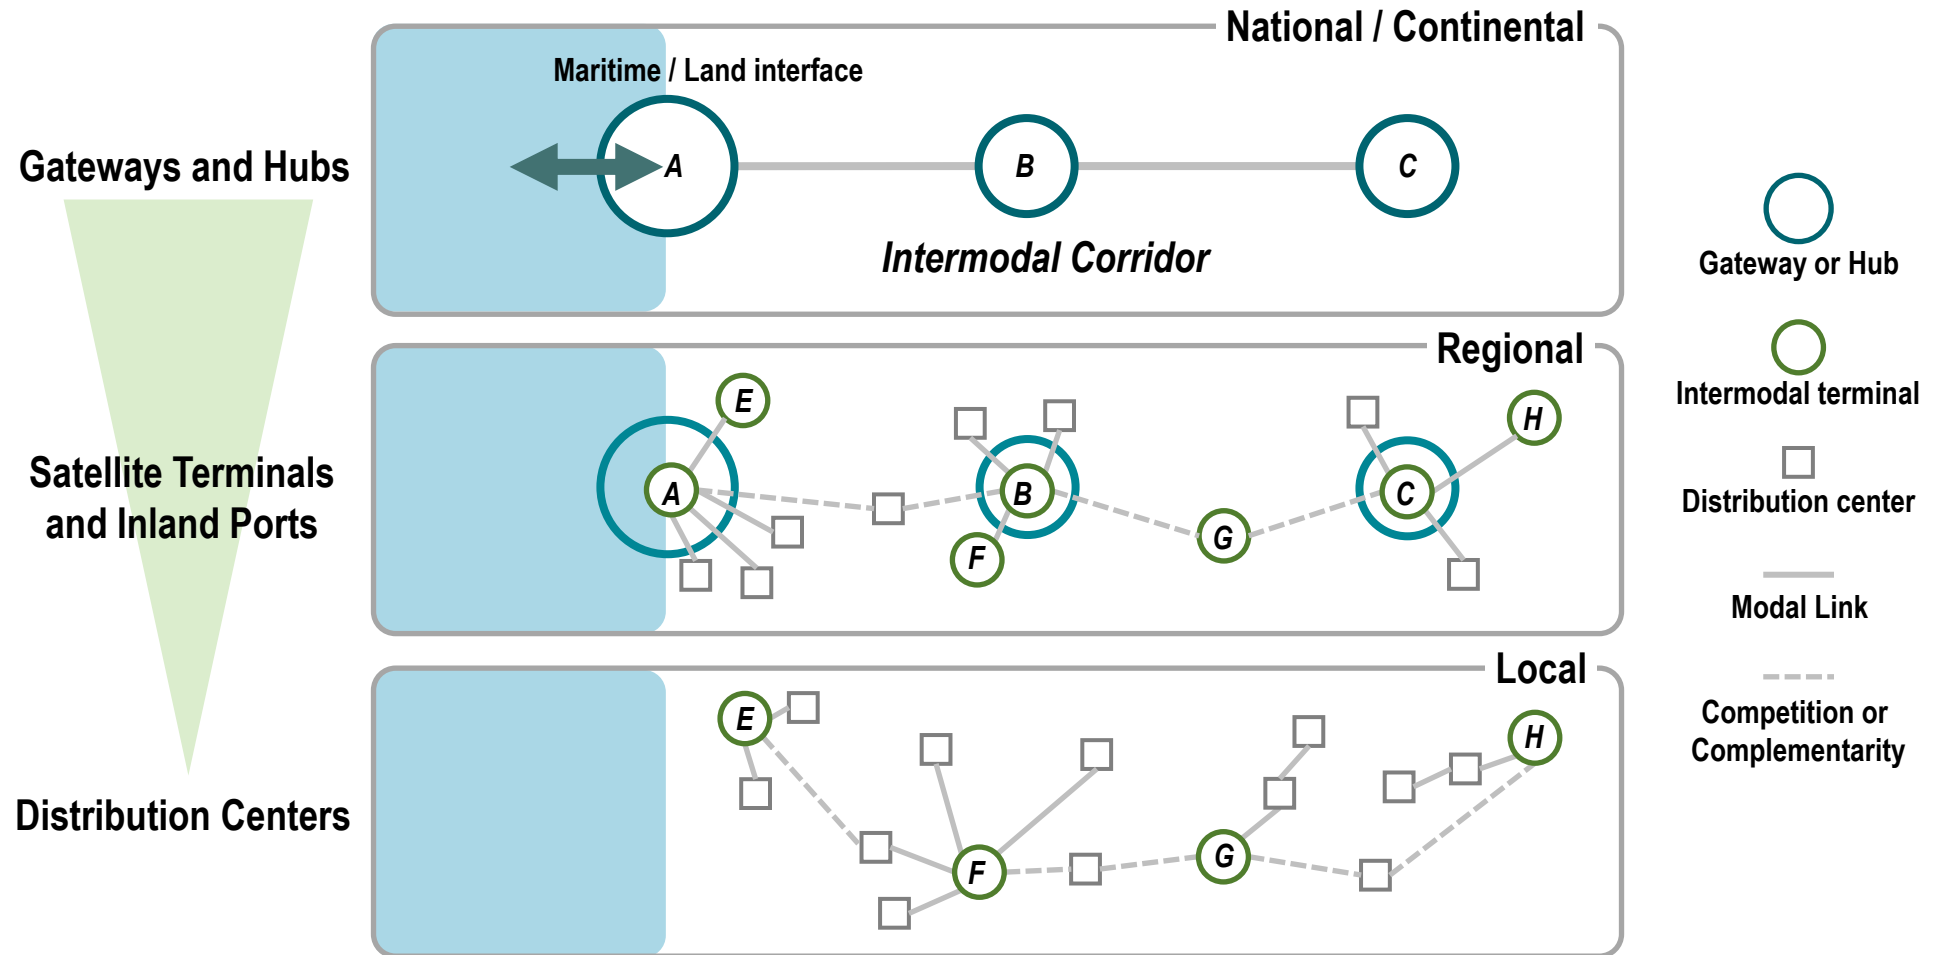 National / Continental
Maritime / Land interface
Gateways and Hubs
A
B
C
Intermodal Corridor
Regional
Satellite Terminals
and Inland Ports
E
H
A
B
C
G
F
Local
Distribution Centers
E
H
F
G
Gateway or Hub
Intermodal terminal
Distribution center
Modal Link
Competition or
Complementarity